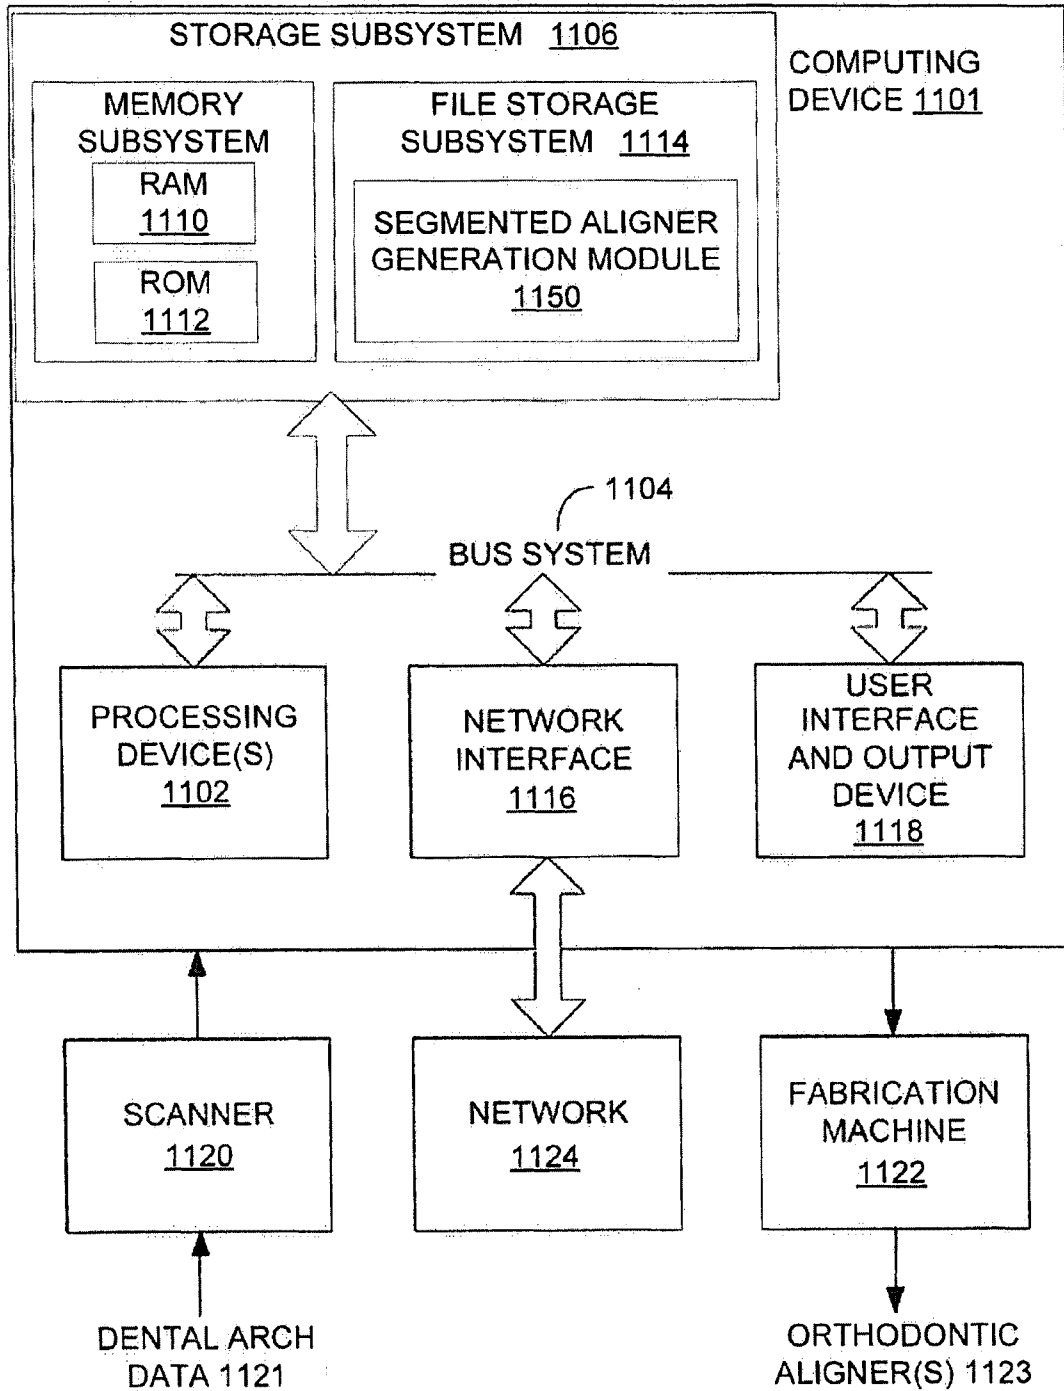 STORAGE SUBSYSTEM 1106
COMPUTING
DEVICE 1101
MEMORY
SUBSYSTEM
RAM
1110
ROM
1112
FILE STORAGE
SUBSYSTEM 1114
SEGMENTED ALIGNER
GENERATION MODULE
1150
1104
BUS SYSTEM
PROCESSING
DEVICE(S)
1102
NETWORK
INTERFACE
1116
USER
INTERFACE
AND OUTPUT
DEVICE
1118
SCANNER
1120
NETWORK
1124
FABRICATION
MACHINE
1122
DENTAL ARCH
DATA 1121
ORTHODONTIC
ALIGNER(S) 1123